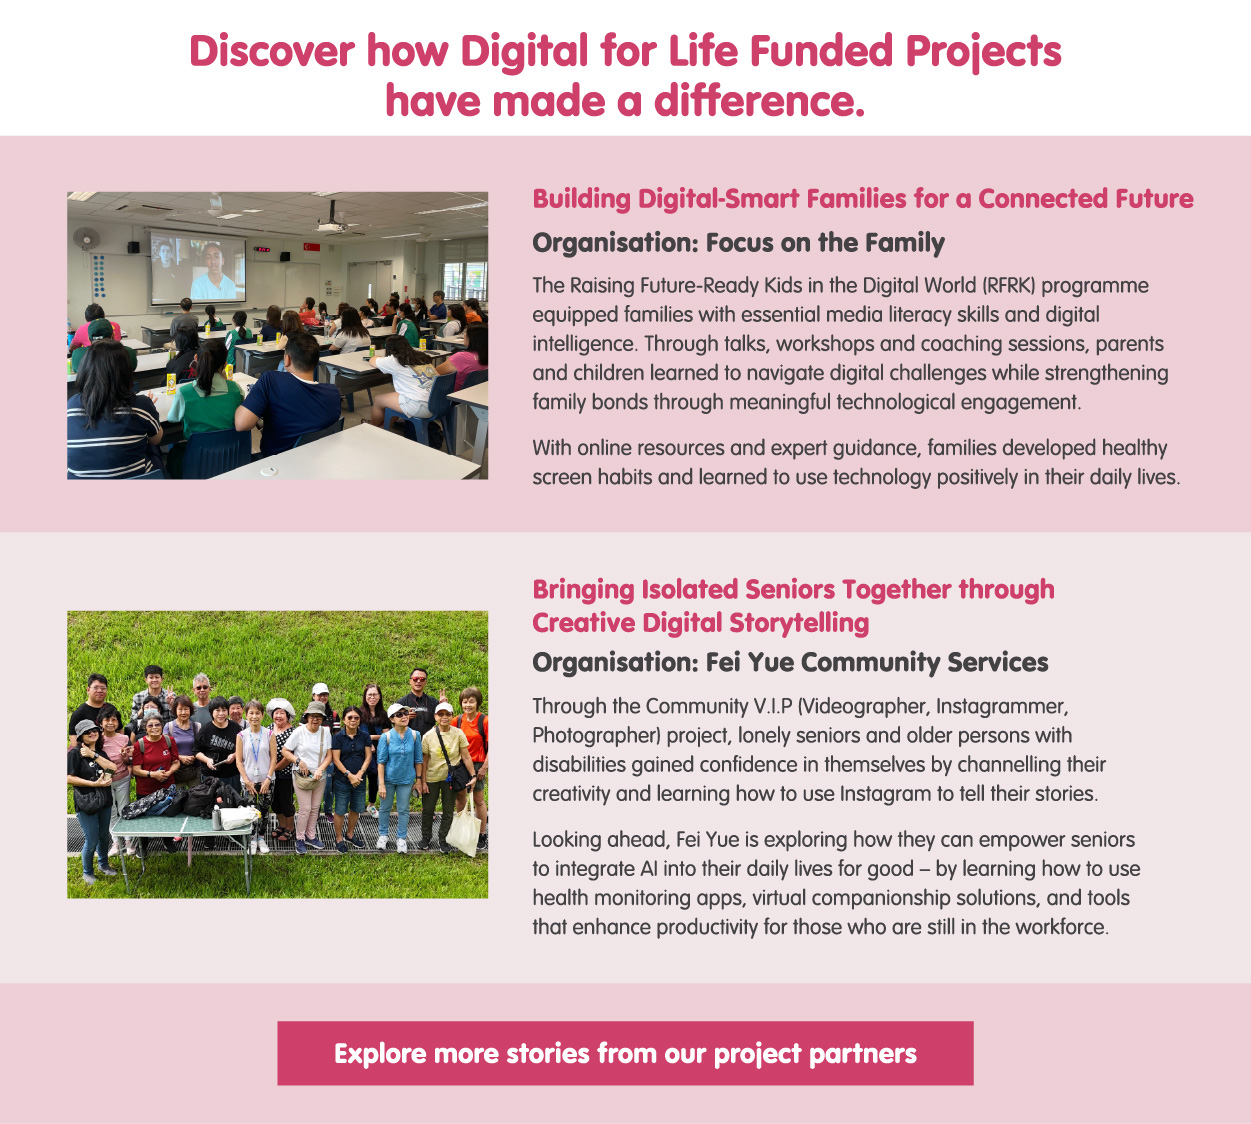 Discover how Digital for Life Funded Projects
have made a difference.
Building Digital-Smart Families for a Connected Future
Organisation: Focus on the Family
The Raising Future-Ready Kids in the Digital World (RFRK) programme
equipped families with essential media literacy skills and digital
intelligence. Through talks, workshops and coaching sessions, parents
and children learned to navigate digital challenges while strengthening
family bonds through meaningful technological engagement.
With online resources and expert guidance, families developed healthy
screen habits and learned to use technology positively in their daily lives.
Bringing Isolated Seniors Together through
Creative Digital Storytelling
Organisation: Fei Yue Community Services
Through the Community V.I.P (Videographer, Instagrammer,
Photographer) project, lonely seniors and older persons with
disabilities gained confidence in themselves by channelling their
creativity and learning how to use Instagram to tell their stories.
Looking ahead, Fei Yue is exploring how they can empower seniors
to integrate AI into their daily lives for good – by learning how to use
health monitoring apps, virtual companionship solutions, and tools
that enhance productivity for those who are still in the workforce.
Explore more stories from our project partners